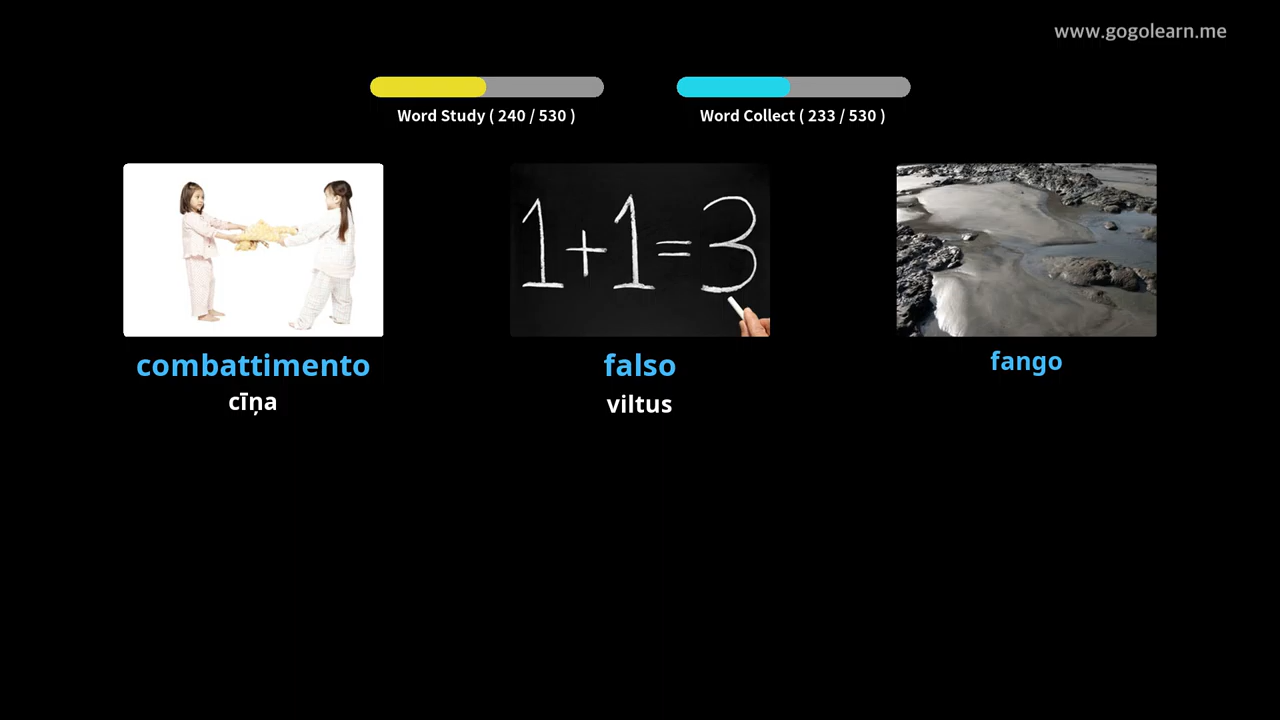 www.gogolearn.me
Word Study ( 240 / 530 )
Word Collect ( 233 / 530 )
1+1=3
combattimento
cīņa
falso
viltus
fango